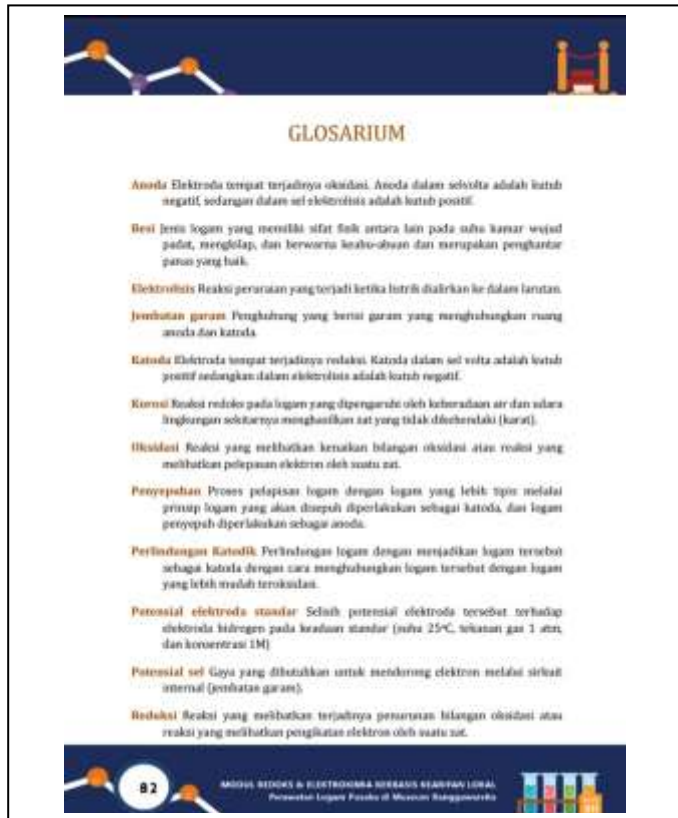 GLOSARIUM
Anoda Elektroda tempat terjadinya oksidasi. Anoda dalam selvolta adalah kutub
negatif, sedangan dalam sel elektrolisis adalah kutub positif.
Besi Jenis logam yang memiliki sifat fisik antara lain pada suhu kamar wujud
padat, mengkilap, dan berwarna keabu-abuan dan merupakan penghantar
panas yang baik.
Elektrolisis Reaksi peruraian yang terjadi ketika listrik dialirkan ke dalam larutan.
Jembatan garam Penghubung yang berisi garam yang menghubungkan ruang
anoda dan katoda.
Katoda Elektroda tempat terjadinya reduksi. Katoda dalam sel volta adalah kutub
positif sedangkan dalam elektrolisis adalah kutub negatif.
Korosi Reaksi redoks pada logam yang dipengaruhi oleh keberadaan air dan udara
lingkungan sekitarnya menghasilkan zat yang tidak dikehendaki (karat).
Oksidasi Reaksi yang melibatkan kenaikan bilangan oksidasi atau reaksi yang
melibatkan pelepasan elektron oleh suatu zat.
Penyepuhan Proses pelapisan logam dengan logam yang lebih tipis melalui
prinsip logam yang akan disepuh diperlakukan sebagai katoda, dan logam
penyepuh diperlakukan sebagai anoda.
Perlindungan Katodik Perlindungan logam dengan menjadikan logam tersebut
sebagai katoda dengan cara menghubungkan logam tersebut dengan logam
yang lebih mudah teroksidasi.
Potensial elektroda standar Selisih potensial elektroda tersebut terhadap
elektroda hidrogen pada keadaan standar (suhu 25°C, tekanan gas 1 atm,
dan konsentrasi 1M)
Potensial sel Gaya yang dibutuhkan untuk mendorong elektron melalui sirkuit
internal (jembatan garam).
Reduksi Reaksi yang melibatkan terjadinya penurunan bilangan oksidasi atau
reaksi yang melibatkan pengikatan elektron oleh suatu zat.
82
MODUL REDOKS & ELEKTROKIMIA BERBASIS KEARIFAN LOKAL
Perawatan Logam Pusaka di Museum Ranggawarsita